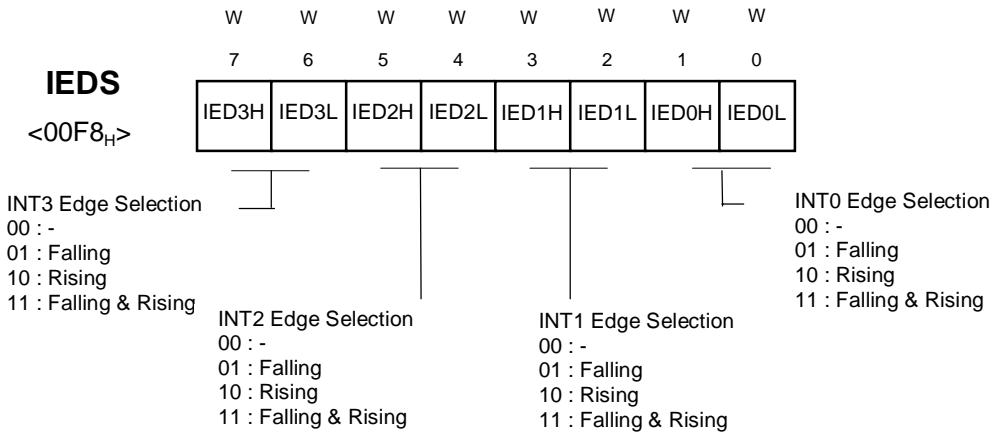 W W W W W W W W
7 6 5 4 3 2 1 0
IEDS
<00F8H>
IED3H IED3L IED2H IED2L IED1H IED1L IED0H IED0L
INT3 Edge Selection
00 : -
01 : Falling
10 : Rising
11 : Falling & Rising
INT2 Edge Selection
00 : -
01 : Falling
10 : Rising
11 : Falling & Rising
INT1 Edge Selection
00 : -
01 : Falling
10 : Rising
11 : Falling & Rising
INT0 Edge Selection
00 : -
01 : Falling
10 : Rising
11 : Falling & Rising